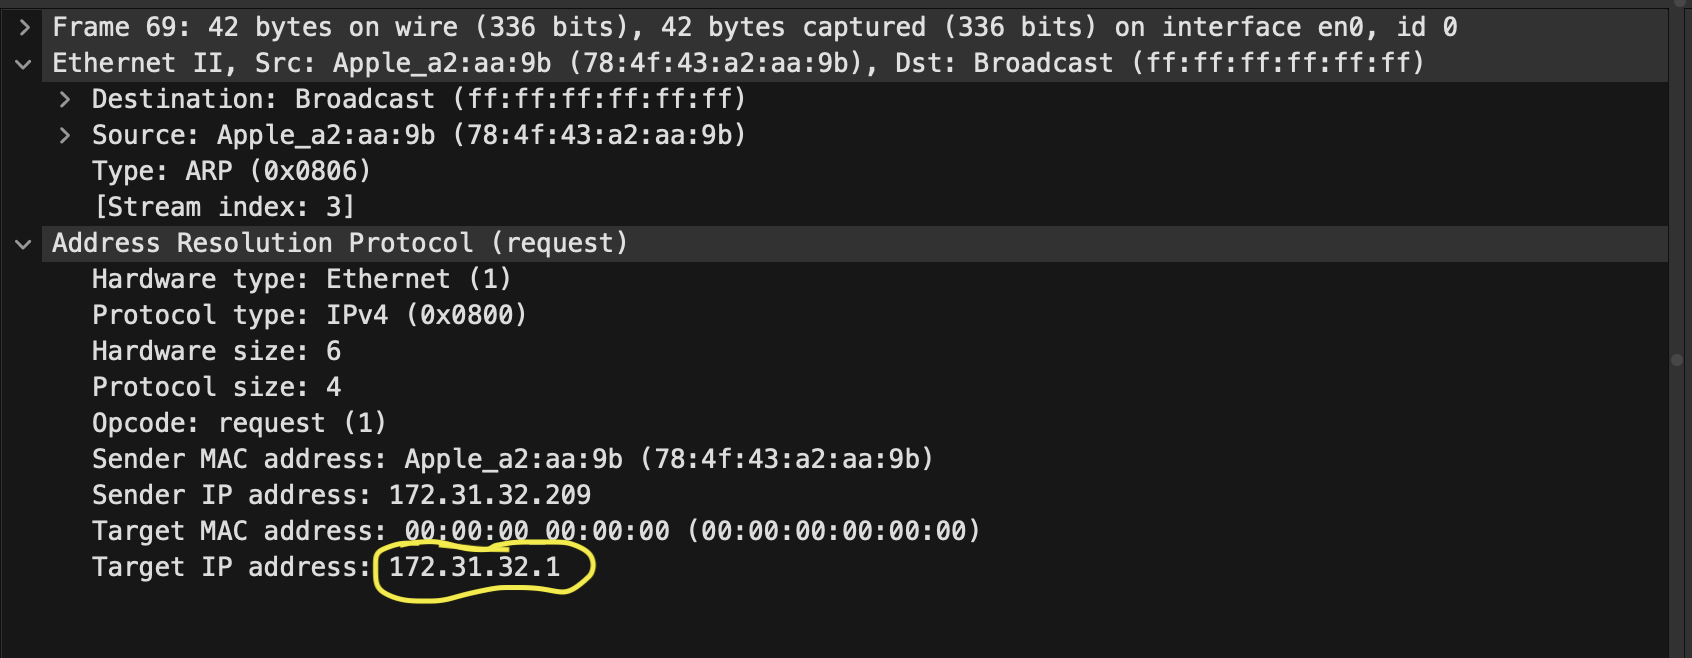 Frame 69: 42 bytes on wire (336 bits), 42 bytes captured (336 bits) on interface en0, id 0
Ethernet II, Src: Apple_a2:aa:9b (78:4f:43:a2:aa:9b), Dst: Broadcast (ff:ff:ff:ff:ff:ff)
Destination: Broadcast (ff:ff:ff:ff:ff:ff)
Source: Apple_a2:aa:9b (78:4f:43:a2:aa:9b)
Type: ARP (0x0806)
[Stream index: 3]
Address Resolution Protocol (request)
Hardware type: Ethernet (1)
Protocol type: IPv4 (0x0800)
Hardware size: 6
Protocol size: 4
Opcode: request (1)
Sender MAC address: Apple_a2:aa:9b (78:4f:43:a2:aa:9b)
Sender IP address: 172.31.32.209
Target MAC address: 00:00:00_00:00:00 (00:00:00:00:00:00)
Target IP address: 172.31.32.1